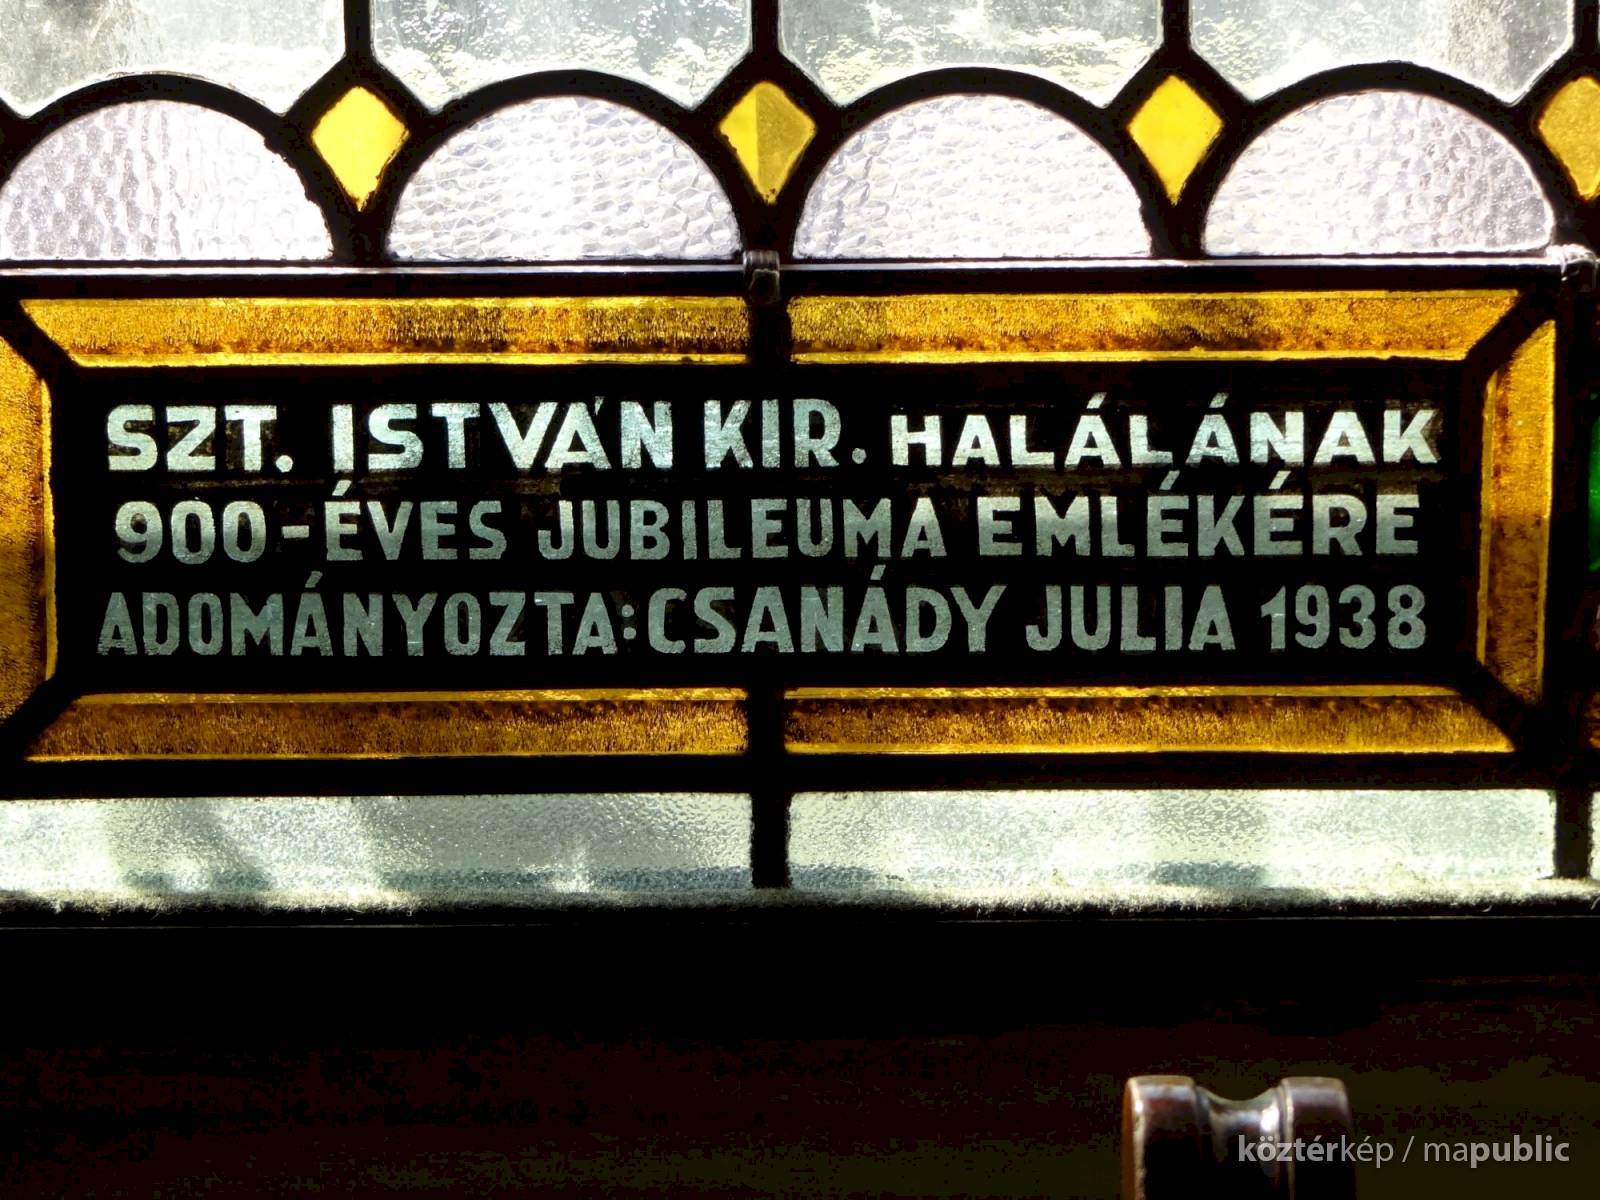 SZT. ISTVÁN KIR. HALÁLÁNAK
900-ÉVES JUBILEUMA EMLÉKÉRE
ADOMÁNYOZTA: CSANÁDY JULIA 1938
köztérkép / mapublic